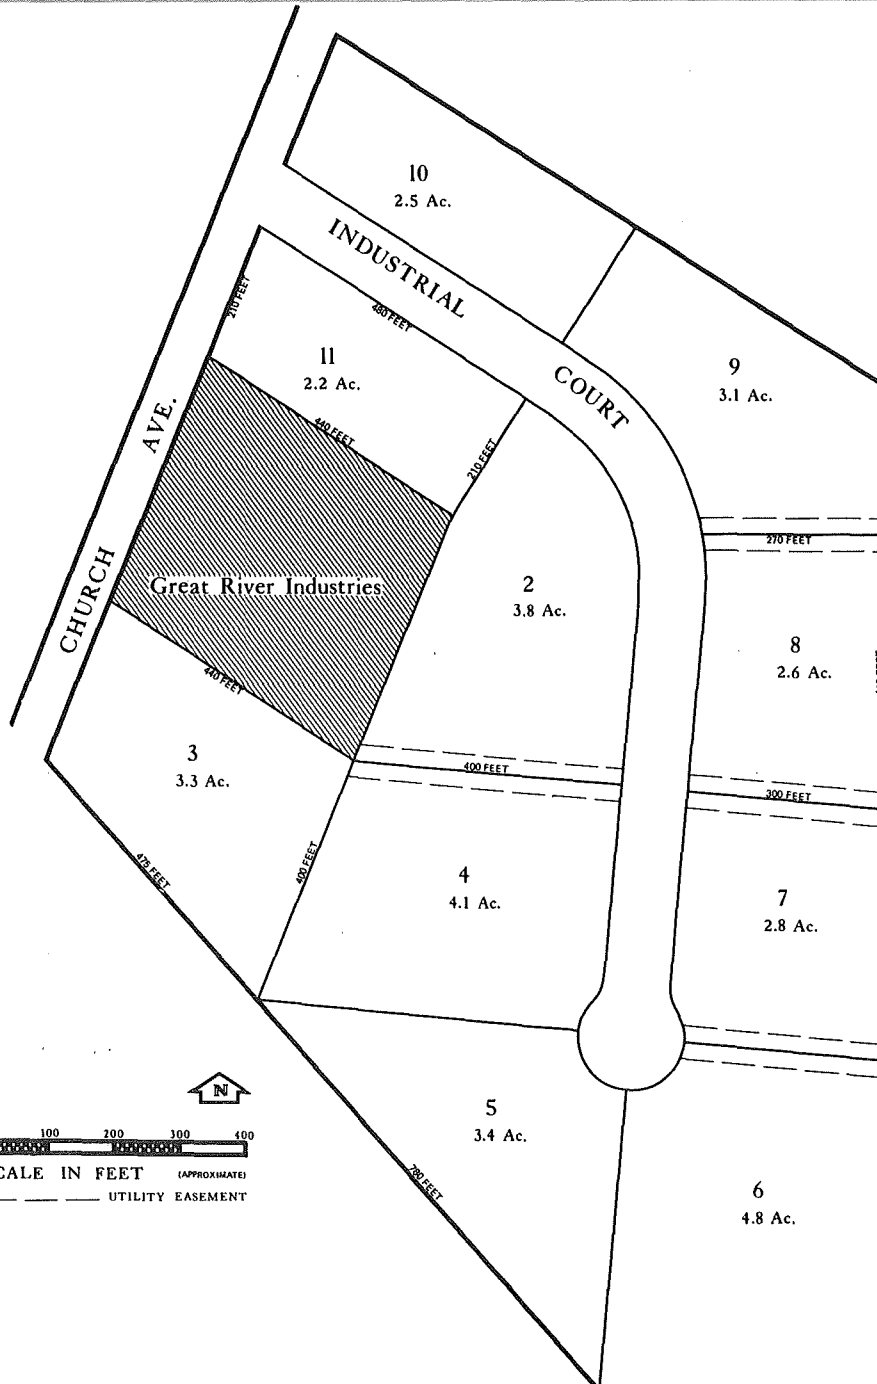 10
2.5 Ac.
INDUSTRIAL
COURT
210 FEET
480 FEET
11
2.2 Ac.
9
3.1 Ac.
440 FEET
210 FEET
CHURCH AVE.
270 FEET
Great River Industries
2
3.8 Ac.
8
2.6 Ac.
440 FEET
3
3.3 Ac.
400 FEET
300 FEET
475 FEET
400 FEET
4
4.1 Ac.
7
2.8 Ac.
N
5
3.4 Ac.
100 200 300 400
CALE IN FEET (APPROXIMATE)
UTILITY EASEMENT
780 FEET
6
4.8 Ac.